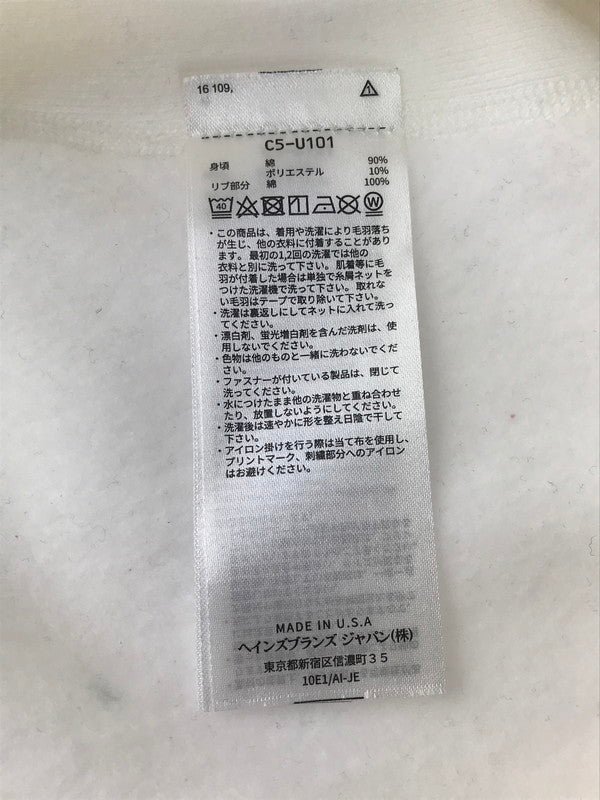 16 109,
1
C5-U101
身頃 綿 90%
ポリエステル 10%
リブ部分 綿 100%
40 W
・この商品は、着用や洗濯により毛羽落ち
が生じ、他の衣料に付着することがあり
ます。最初の1,2回の洗濯では他の
衣料と別に洗って下さい。肌着等に毛
羽が付着した場合は単独で糸屑ネットを
つけた洗濯機で洗って下さい。取れな
い毛羽はテープで取り除いて下さい。
・洗濯は裏返しにしてネットに入れて洗っ
てください。
・漂白剤、蛍光増白剤を含んだ洗剤は、使
用しないでください。
・色物は他のものと一緒に洗わないでくだ
さい。
・ファスナーが付いている製品は、閉じて
洗ってください。
・水につけたまま他の洗濯物と重ね合わせ
たり、放置しないようにしてください。
・洗濯後は速やかに形を整え日陰で干して
下さい。
・アイロン掛けを行う際は当て布を使用し、
プリントマーク、刺繍部分へのアイロン
はお避けください。
MADE IN U.S.A
ヘインズブランズ ジャパン(株)
東京都新宿区信濃町35
10E1/AI-JE